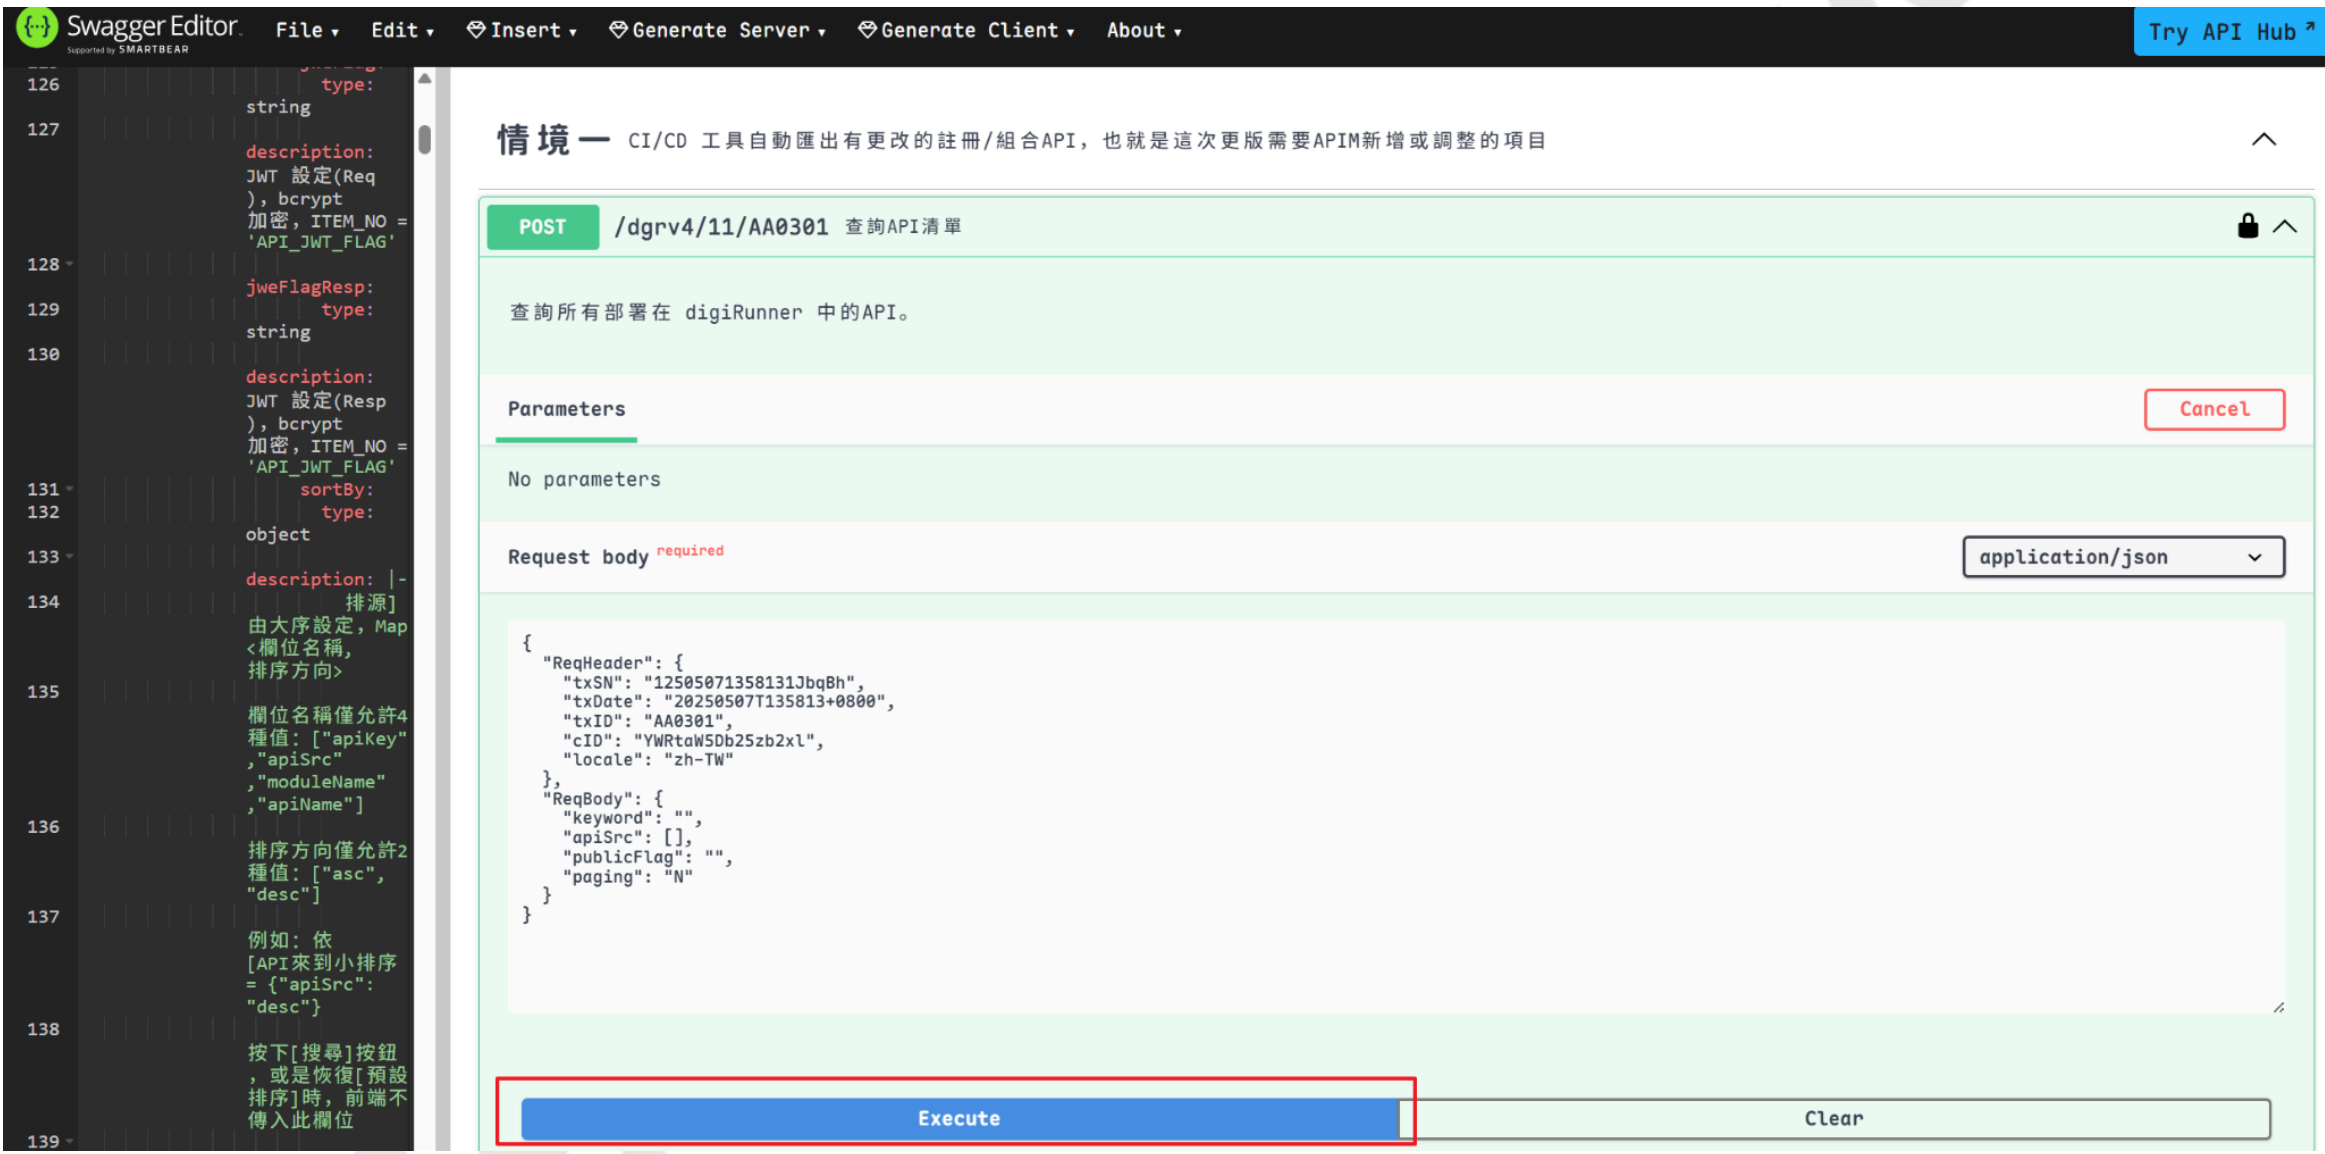 Swagger Editor.
Supported by SMARTBEAR
File
Edit
Insert
Generate Server
Generate Client
About
Try API Hub
126 type:
string
127
description:
JWT 設定(Req
), bcrypt
加密, ITEM_NO =
'API_JWT_FLAG'
128
jweFlagResp:
129 type:
string
130
description:
JWT 設定(Resp
), bcrypt
加密, ITEM_NO =
'API_JWT_FLAG'
131 sortBy:
132 type:
object
133
description: |-
134 排源]
由大序設定, Map
<欄位名稱,
排序方向>
135
欄位名稱僅允許4
種值: ["apiKey"
,"apiSrc"
,"moduleName"
,"apiName"]
136
排序方向僅允許2
種值: ["asc",
"desc"]
137
例如: 依
[API來到小排序
= {"apiSrc":
"desc"}
138
按下[搜尋]按鈕
, 或是恢復[預設
排序]時, 前端不
傳入此欄位
139
情境一 CI/CD 工具自動匯出有更改的註冊/組合API, 也就是這次更版需要APIM新增或調整的項目
POST /dgrv4/11/AA0301 查詢API清單
查詢所有部署在 digiRunner 中的API。
Parameters
Cancel
No parameters
Request body required
application/json
{
"ReqHeader": {
"txSN": "12505071358131JbqBh",
"txDate": "20250507T135813+0800",
"txID": "AA0301",
"cID": "YWRtaW5Db25zb2xl",
"locale": "zh-TW"
},
"ReqBody": {
"keyword": "",
"apiSrc": [],
"publicFlag": "",
"paging": "N"
}
}
Execute
Clear